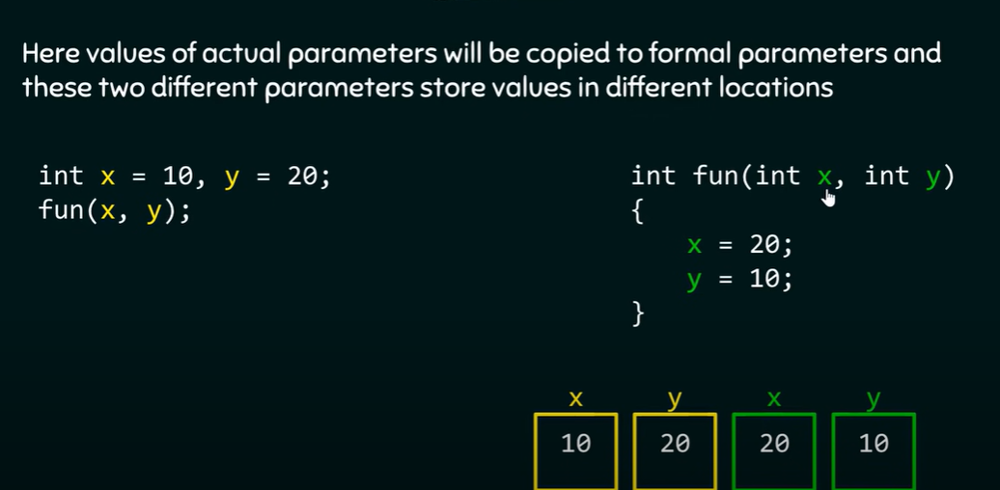 Here values of actual parameters will be copied to formal parameters and
these two different parameters store values in different locations
int x = 10, y = 20;
fun(x, y);
int fun(int x, int y)
{
x = 20;
y = 10;
}
x y x y
10 20 20 10